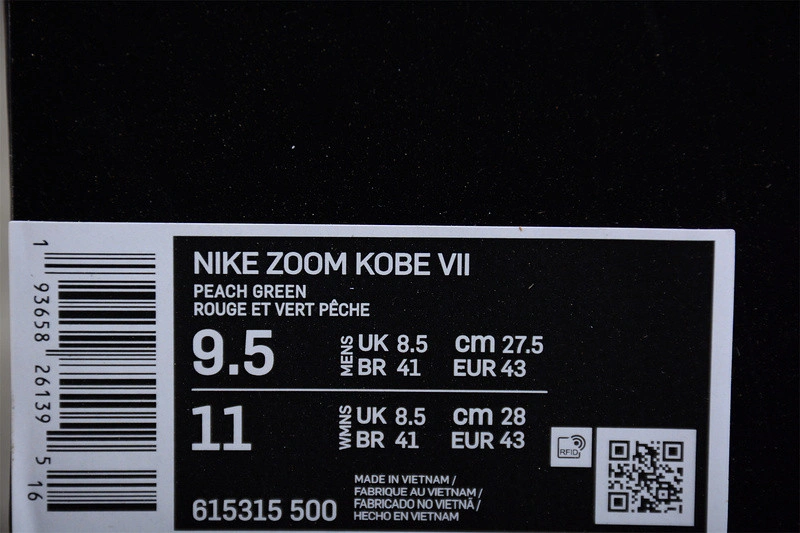 NIKE ZOOM KOBE VII
PEACH GREEN
ROUGE ET VERT PÊCHE
9.5 MENS UK 8.5 cm 27.5
BR 41 EUR 43
11 WMNS UK 8.5 cm 28
BR 41 EUR 43
RFID
615315 500
MADE IN VIETNAM /
FABRIQUE AU VIETNAM /
FABRICADO NO VIETNÃ /
HECHO EN VIETNAM
1 93658 26139 5 16